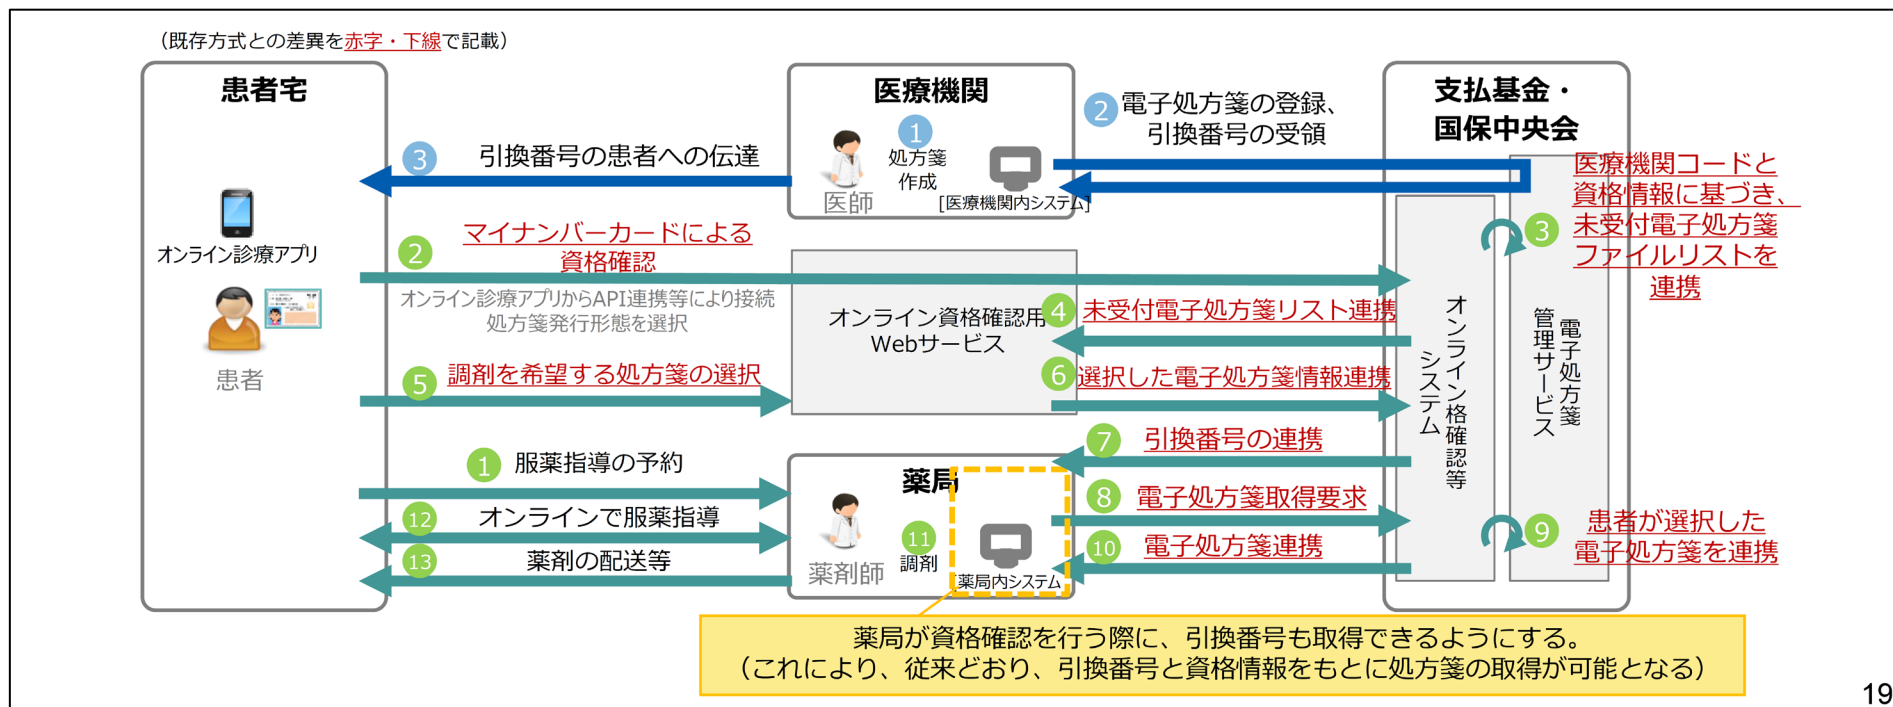 （既存方式との差異を赤字・下線で記載）
患者宅
オンライン診療アプリ
患者
医療機関
1
処方箋
作成
医師
[医療機関内システム]
2 電子処方箋の登録、
引換番号の受領
3 引換番号の患者への伝達
支払基金・
国保中央会
医療機関コードと
資格情報に基づき、
3 未受付電子処方箋
ファイルリストを
連携
2 マイナンバーカードによる
資格確認
オンライン診療アプリからAPI連携等により接続
処方箋発行形態を選択
オンライン資格確認用
Webサービス
4 未受付電子処方箋リスト連携
5 調剤を希望する処方箋の選択
6 選択した電子処方箋情報連携
オンライン格確認等
システム
電子処方箋
管理サービス
1 服薬指導の予約
12 オンラインで服薬指導
13 薬剤の配送等
薬局
薬剤師
11
調剤
[薬局内システム
7 引換番号の連携
8 電子処方箋取得要求
10 電子処方箋連携
9 患者が選択した
電子処方箋を連携
薬局が資格確認を行う際に、引換番号も取得できるようにする。
（これにより、従来どおり、引換番号と資格情報をもとに処方箋の取得が可能となる）
19